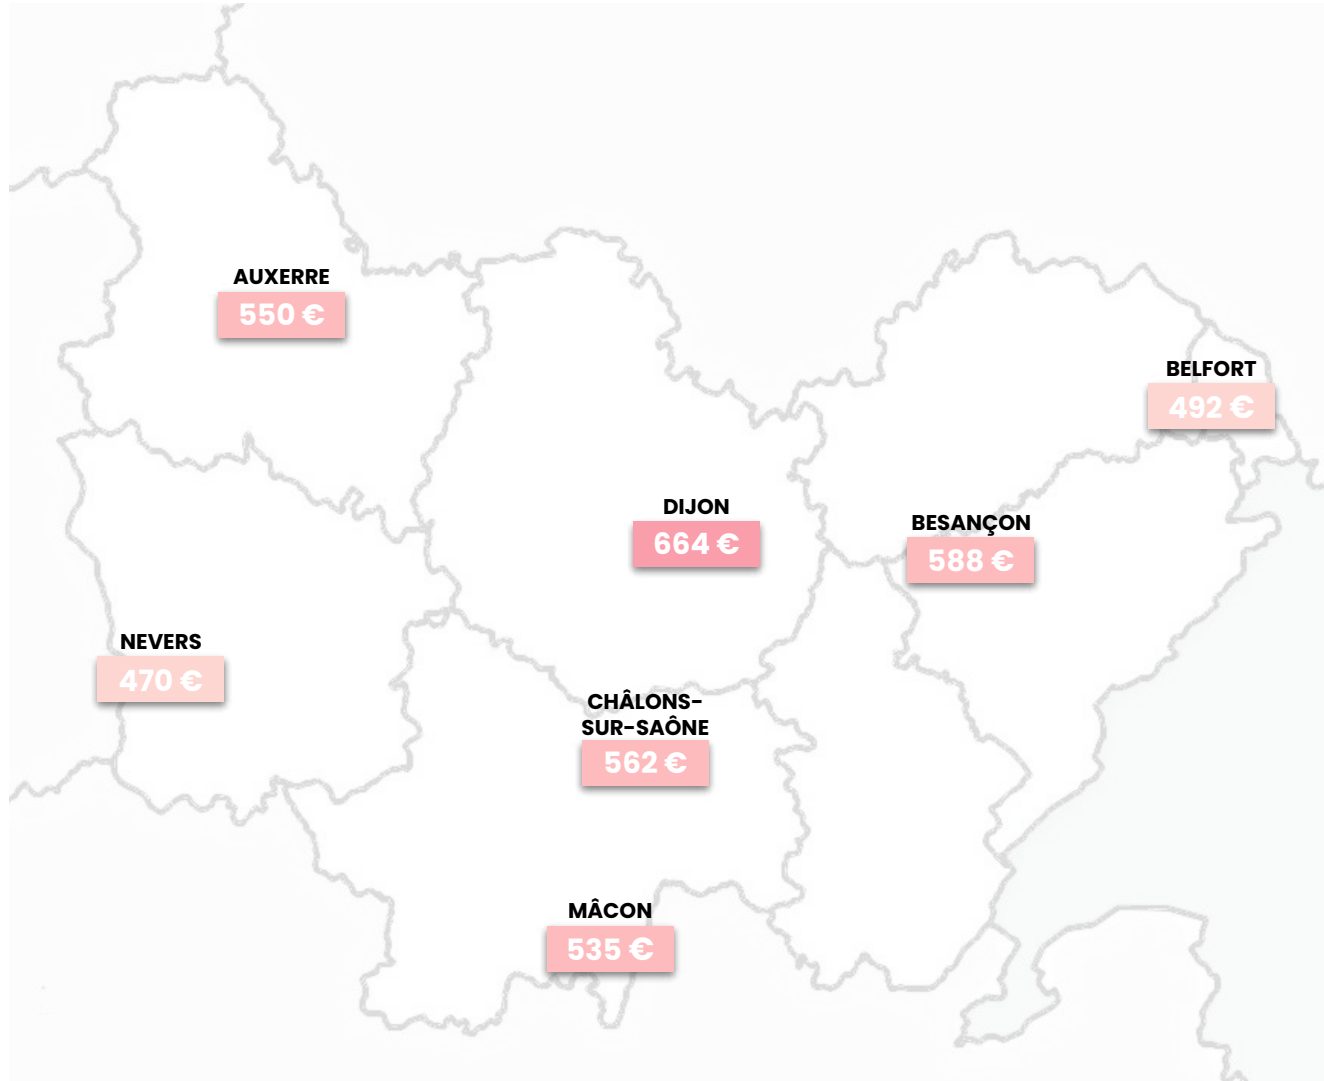 AUXERRE
550 €
BELFORT
492 €
DIJON
664 €
BESANÇON
588 €
NEVERS
470 €
CHÂLONS-
SUR-SAÔNE
562 €
MÂCON
535 €